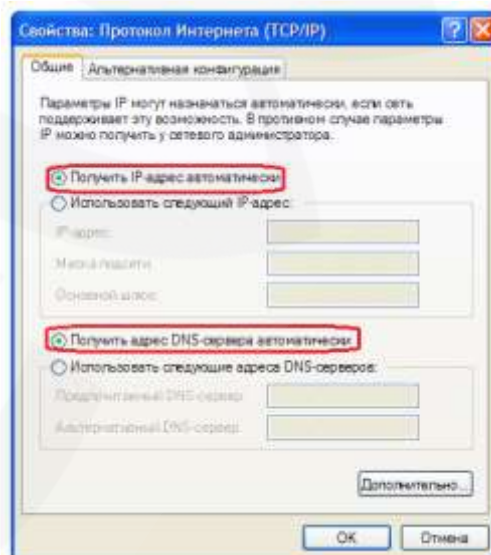 Свойства: Протокол Интернета (TCP/IP)
Общие
Альтернативная конфигурация
Параметры IP могут назначаться автоматически, если сеть
поддерживает эту возможность. В противном случае параметры
IP можно получить у сетевого администратора.
Получить IP-адрес автоматически
Использовать следующий IP-адрес:
IP-адрес:
Маска подсети:
Основной шлюз:
Получить адрес DNS-сервера автоматически
Использовать следующие адреса DNS-серверов:
Предпочитаемый DNS-сервер:
Альтернативный DNS-сервер:
Дополнительно...
OK
Отмена